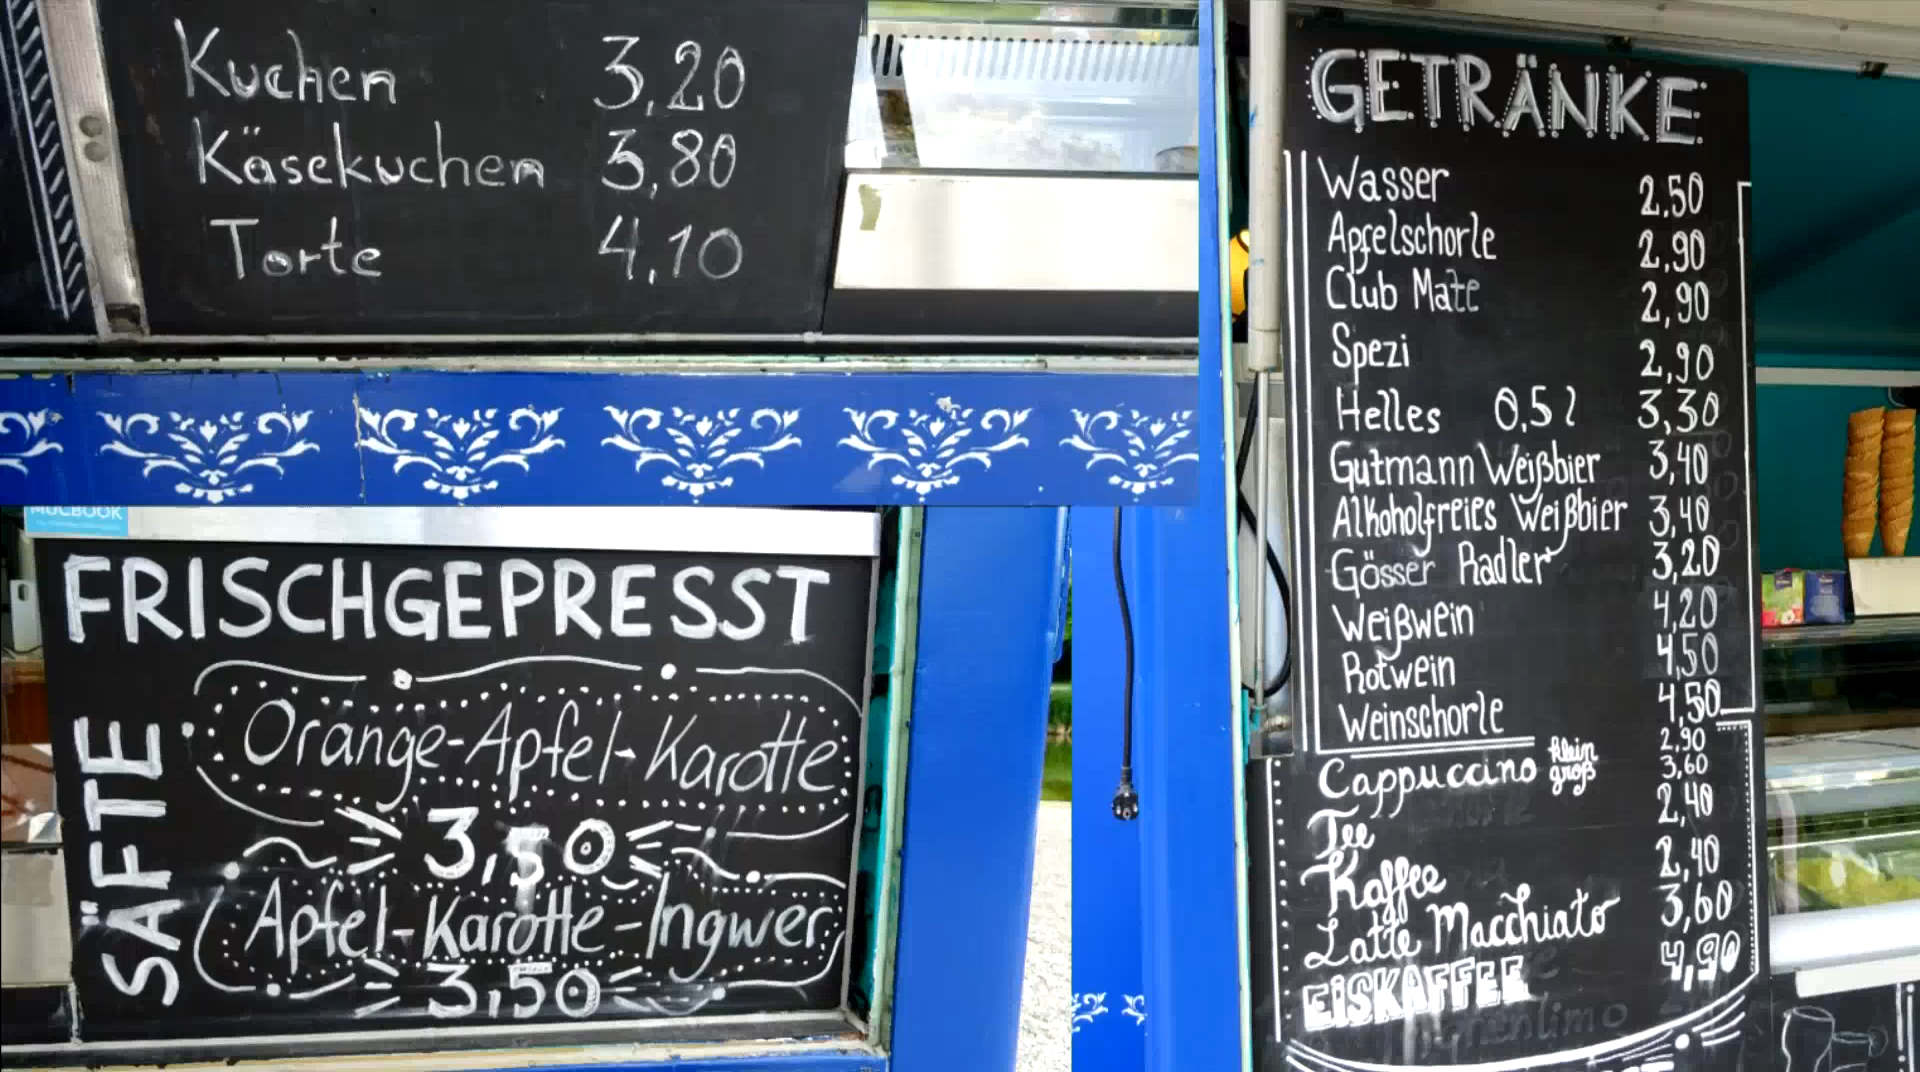 Kuchen 3,20
Käsekuchen 3,80
Torte 4,10
MUCBOOK
FRISCHGEPRESST
SÄFTE
Orange-Apfel-Karotte
3,50
Apfel-Karotte-Ingwer
3,50
GETRÄNKE
Wasser 2,50
Apfelschorle 2,90
Club Mate 2,90
Spezi 2,90
Helles 0,5 l 3,30
Gutmann Weißbier 3,40
Alkoholfreies Weißbier 3,40
Gösser Radler 3,20
Weißwein 4,20
Rotwein 4,50
Weinschorle 4,50
Cappuccino klein 2,90
groß 3,60
Tee 2,40
Kaffee 2,40
Latte Macchiato 3,60
EiSKAFFEE 4,90